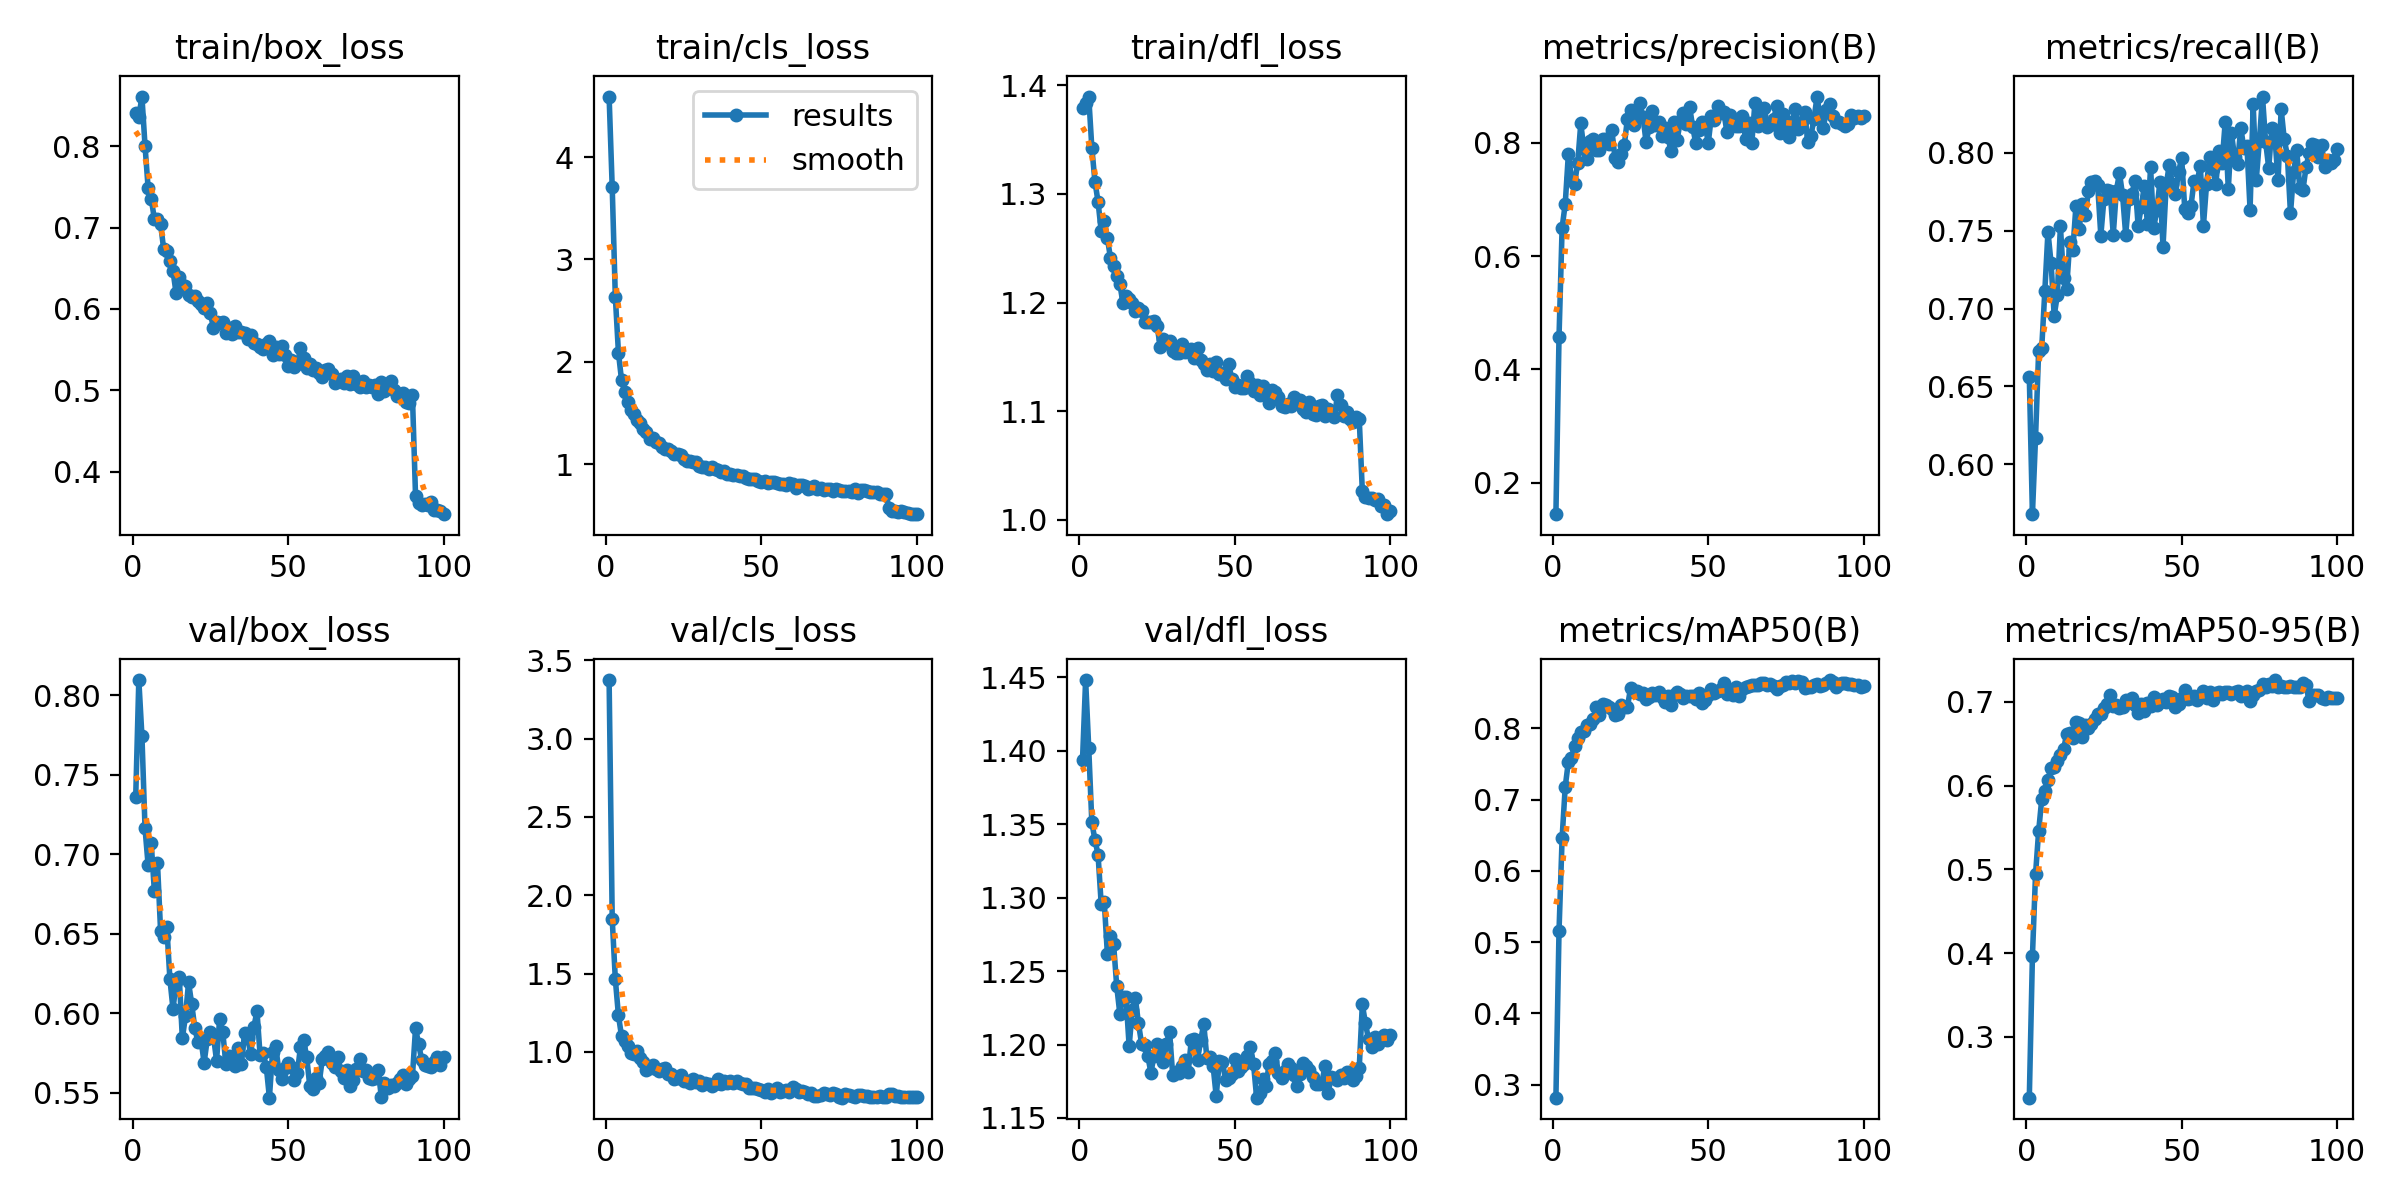 train/box_loss
train/cls_loss
train/dfl_loss
metrics/precision(B)
metrics/recall(B)
0.8
0.7
0.6
0.5
0.4
0 50 100
results
smooth
4
3
2
1
0 50 100
1.4
1.3
1.2
1.1
1.0
0 50 100
0.8
0.6
0.4
0.2
0 50 100
0.80
0.75
0.70
0.65
0.60
0 50 100
val/box_loss
val/cls_loss
val/dfl_loss
metrics/mAP50(B)
metrics/mAP50-95(B)
0.80
0.75
0.70
0.65
0.60
0.55
0 50 100
3.5
3.0
2.5
2.0
1.5
1.0
0 50 100
1.45
1.40
1.35
1.30
1.25
1.20
1.15
0 50 100
0.8
0.7
0.6
0.5
0.4
0.3
0 50 100
0.7
0.6
0.5
0.4
0.3
0 50 100